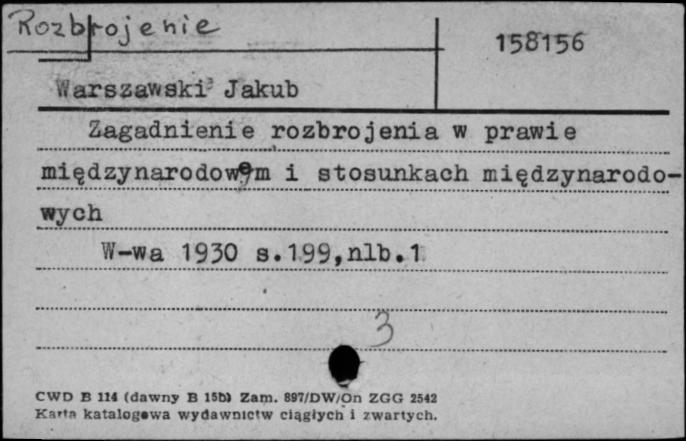 Rozbrojenie
158156
Warszawski Jakub
Zagadnienie rozbrojenia w prawie
międzynarodowem i stosunkach międzynarodo-
wych
W-wa 1930 s.199,nlb.1
3
CWD B 114 (dawny B 15b) Zam. 897/DW/On ZGG 2542
Karta katalogowa wydawnictw ciągłych i zwartych.